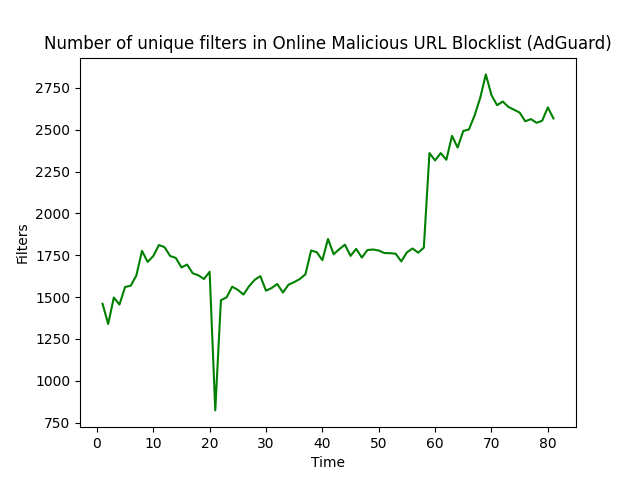 Number of unique filters in Online Malicious URL Blocklist (AdGuard)
2750
2500
2250
2000
1750
1500
1250
1000
750
Filters
0 10 20 30 40 50 60 70 80
Time